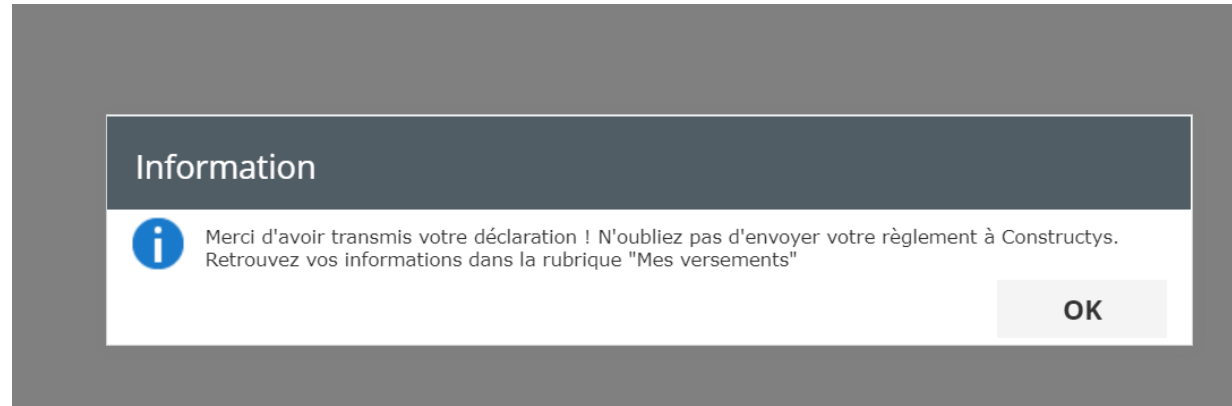 Information
Merci d'avoir transmis votre déclaration ! N'oubliez pas d'envoyer votre règlement à Constructys.
Retrouvez vos informations dans la rubrique "Mes versements"
OK